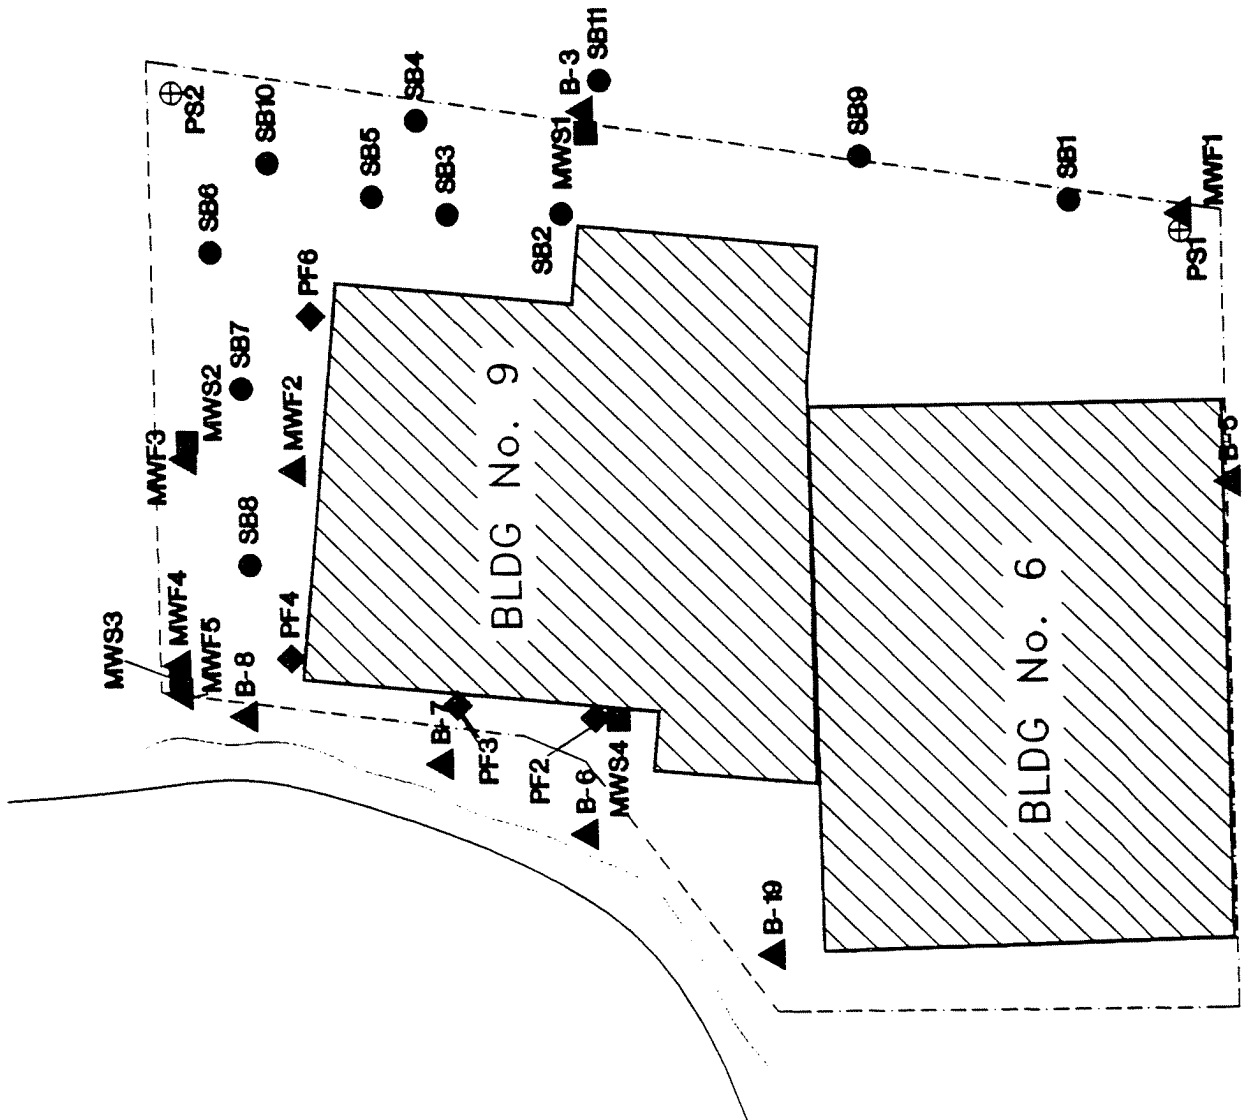 MWS3
MWF4
MWF5
B-8
PF4
SB8
MWF3
MWS2
SB7
MWF2
PF6
SB6
PS2
SB10
SB5
SB4
SB3
SB2
MWS1
B-3
SB11
BLDG No. 9
B-7
PF3
PF2
B-6
MWS4
B-19
BLDG No. 6
B-5
SB9
SB1
PS1
MWF1